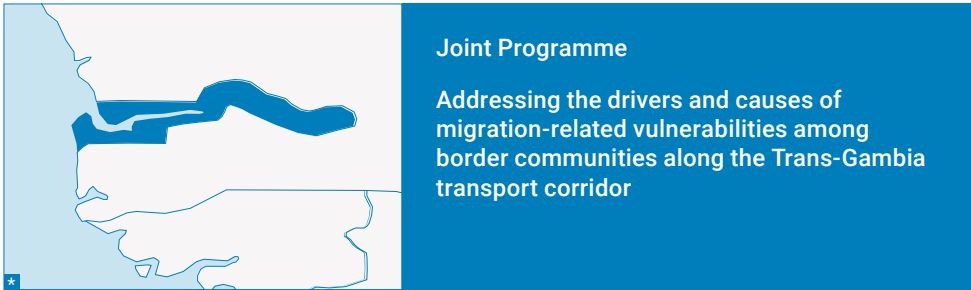 Joint Programme
Addressing the drivers and causes of
migration-related vulnerabilities among
border communities along the Trans-Gambia
transport corridor
*